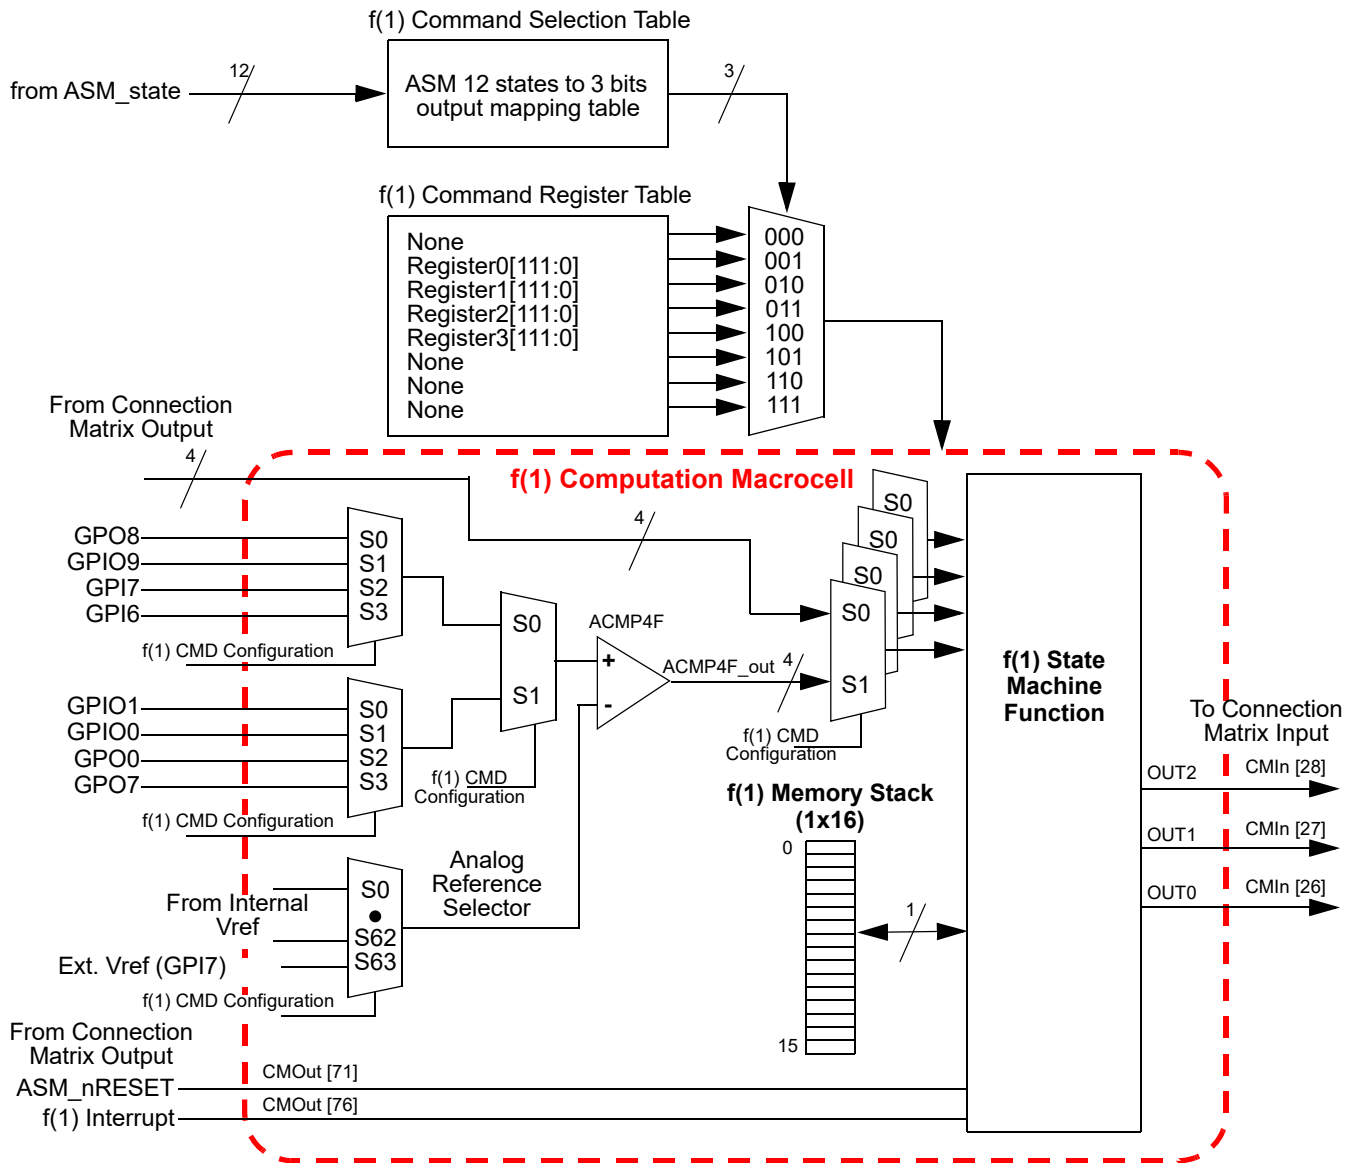 f(1) Command Selection Table
from ASM_state
12
ASM 12 states to 3 bits
output mapping table
3
f(1) Command Register Table
None
Register0[111:0]
Register1[111:0]
Register2[111:0]
Register3[111:0]
None
None
None
000
001
010
011
100
101
110
111
From Connection
Matrix Output
4
f(1) Computation Macrocell
GPO8
GPIO9
GPI7
GPI6
S0
S1
S2
S3
f(1) CMD Configuration
GPIO1
GPIO0
GPO0
GPO7
S0
S1
S2
S3
f(1) CMD Configuration
S0
S1
f(1) CMD
Configuration
ACMP4F
+
-
ACMP4F_out
4
4
S0
S0
S0
S0
S1
f(1) CMD
Configuration
f(1) State
Machine
Function
From Internal
Vref
Ext. Vref (GPI7)
S0
S62
S63
f(1) CMD Configuration
Analog
Reference
Selector
f(1) Memory Stack
(1x16)
0
15
1
To Connection
Matrix Input
OUT2
CMIn [28]
OUT1
CMIn [27]
OUT0
CMIn [26]
From Connection
Matrix Output
ASM_nRESET
CMOut [71]
f(1) Interrupt
CMOut [76]